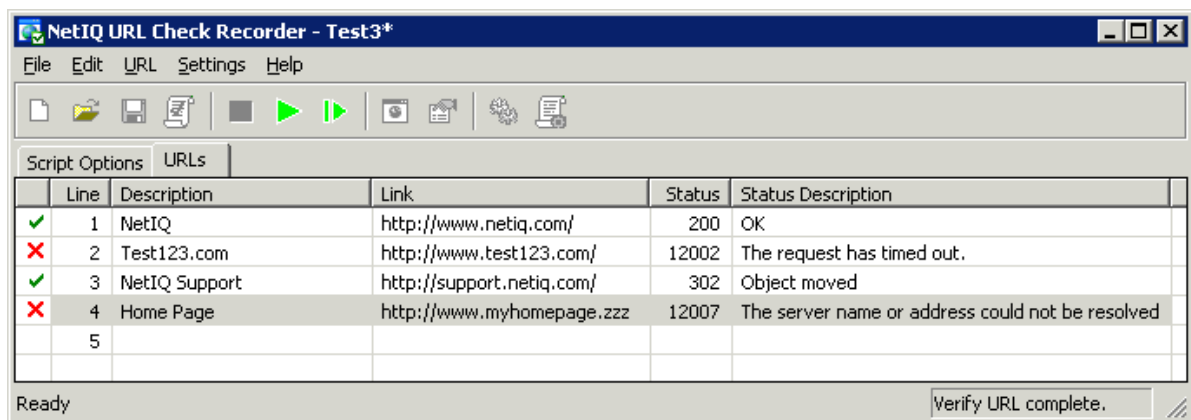 NetIQ URL Check Recorder - Test3*
File Edit URL Settings Help
Script Options URLs
Line Description Link Status Status Description
1 NetIQ http://www.netiq.com/ 200 OK
2 Test123.com http://www.test123.com/ 12002 The request has timed out.
3 NetIQ Support http://support.netiq.com/ 302 Object moved
4 Home Page http://www.myhomepage.zzz 12007 The server name or address could not be resolved
5
Ready Verify URL complete.